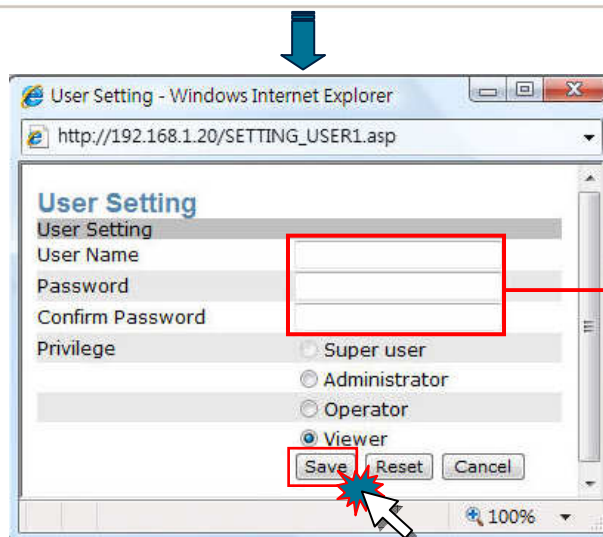 User Setting - Windows Internet Explorer
http://192.168.1.20/SETTING_USER1.asp
User Setting
User Setting
User Name
Password
Confirm Password
Privilege
Super user
Administrator
Operator
Viewer
Save Reset Cancel
100%